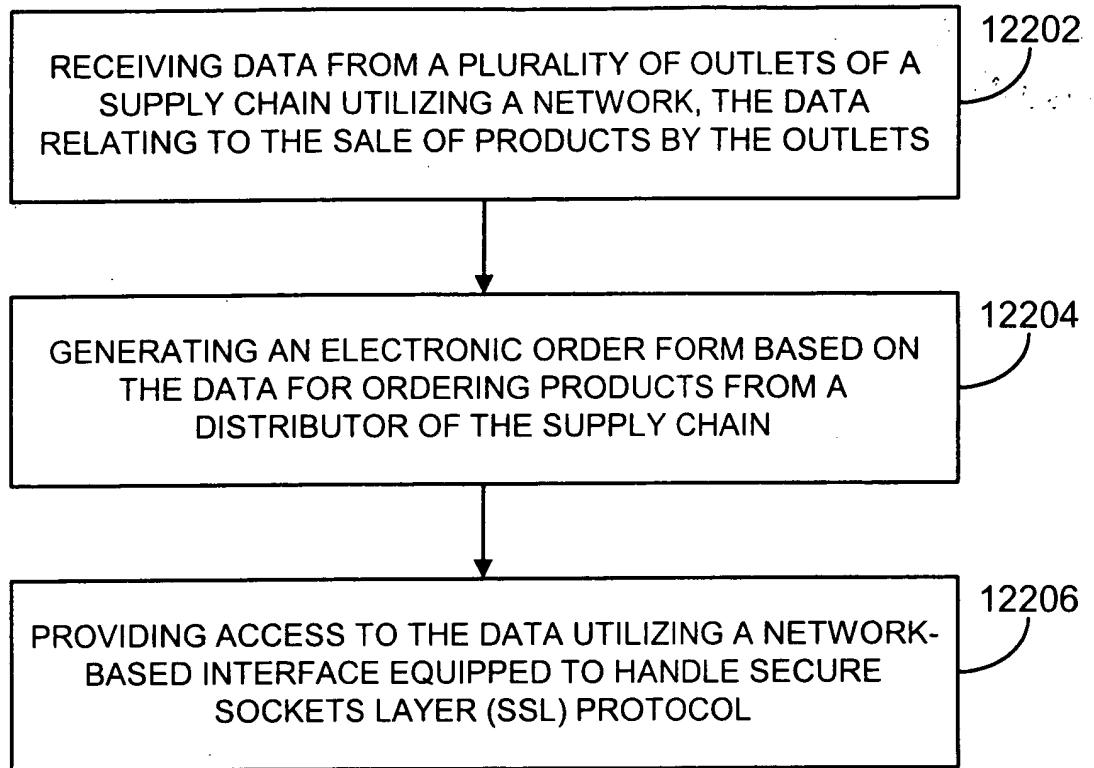 RECEIVING DATA FROM A PLURALITY OF OUTLETS OF A
SUPPLY CHAIN UTILIZING A NETWORK, THE DATA
RELATING TO THE SALE OF PRODUCTS BY THE OUTLETS
12202
GENERATING AN ELECTRONIC ORDER FORM BASED ON
THE DATA FOR ORDERING PRODUCTS FROM A
DISTRIBUTOR OF THE SUPPLY CHAIN
12204
PROVIDING ACCESS TO THE DATA UTILIZING A NETWORK-
BASED INTERFACE EQUIPPED TO HANDLE SECURE
SOCKETS LAYER (SSL) PROTOCOL
12206